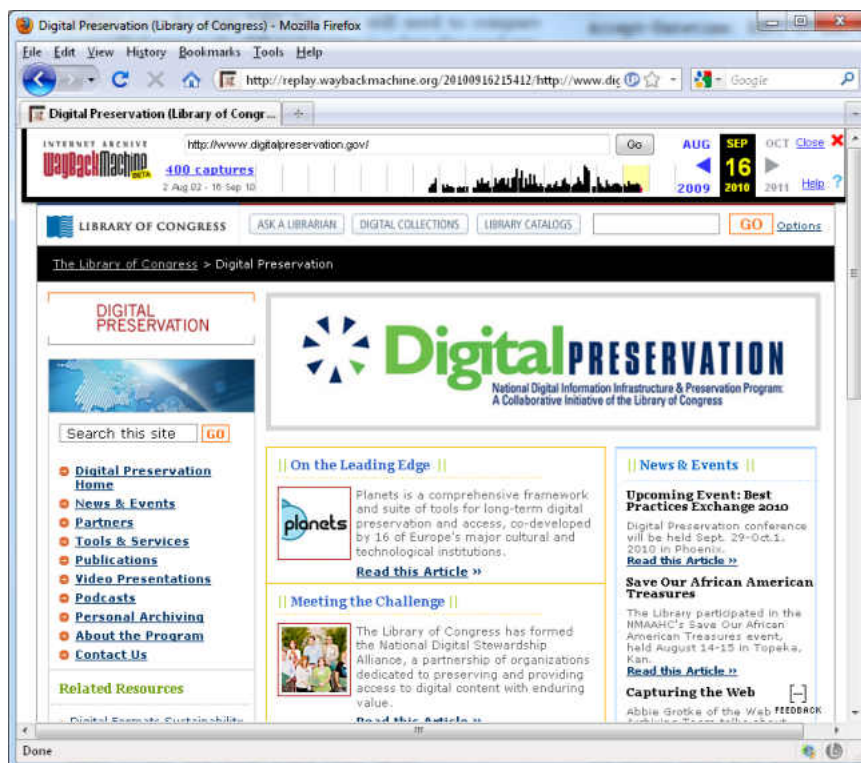 Digital Preservation (Library of Congress) - Mozilla Firefox
File Edit View History Bookmarks Tools Help
http://replay.waybackmachine.org/20100916215412/http://www.dig
Google
Digital Preservation (Library of Congr...
INTERNET ARCHIVE
WayBackMachine
BETA
http://www.digitalpreservation.gov/
Go
400 captures
2 Aug 02 - 16 Sep 10
AUG SEP OCT Close
16
2009 2010 2011 Help ?
LIBRARY OF CONGRESS
ASK A LIBRARIAN
DIGITAL COLLECTIONS
LIBRARY CATALOGS
GO Options
The Library of Congress > Digital Preservation
DIGITAL
PRESERVATION
Digital PRESERVATION
National Digital Information Infrastructure & Preservation Program:
A Collaborative Initiative of the Library of Congress
Search this site GO
Digital Preservation
Home
News & Events
Partners
Tools & Services
Publications
Video Presentations
Podcasts
Personal Archiving
About the Program
Contact Us
Related Resources
Digital Formats Sustainability
|| On the Leading Edge ||
planets
Planets is a comprehensive framework
and suite of tools for long-term digital
preservation and access, co-developed
by 16 of Europe's major cultural and
technological institutions.
Read this Article »
|| Meeting the Challenge ||
The Library of Congress has formed
the National Digital Stewardship
Alliance, a partnership of organizations
dedicated to preserving and providing
access to digital content with enduring
value.
Read this Article »
|| News & Events ||
Upcoming Event: Best
Practices Exchange 2010
Digital Preservation conference
will be held Sept. 29-Oct.1,
2010 in Phoenix.
Read this Article »
Save Our African American
Treasures
The Library participated in the
NMAAHC's Save Our African
American Treasures event,
held August 14-15 in Topeka,
Kan.
Read this Article »
Capturing the Web
Abbie Grotke of the Web
[-]
FEEDBACK
Done